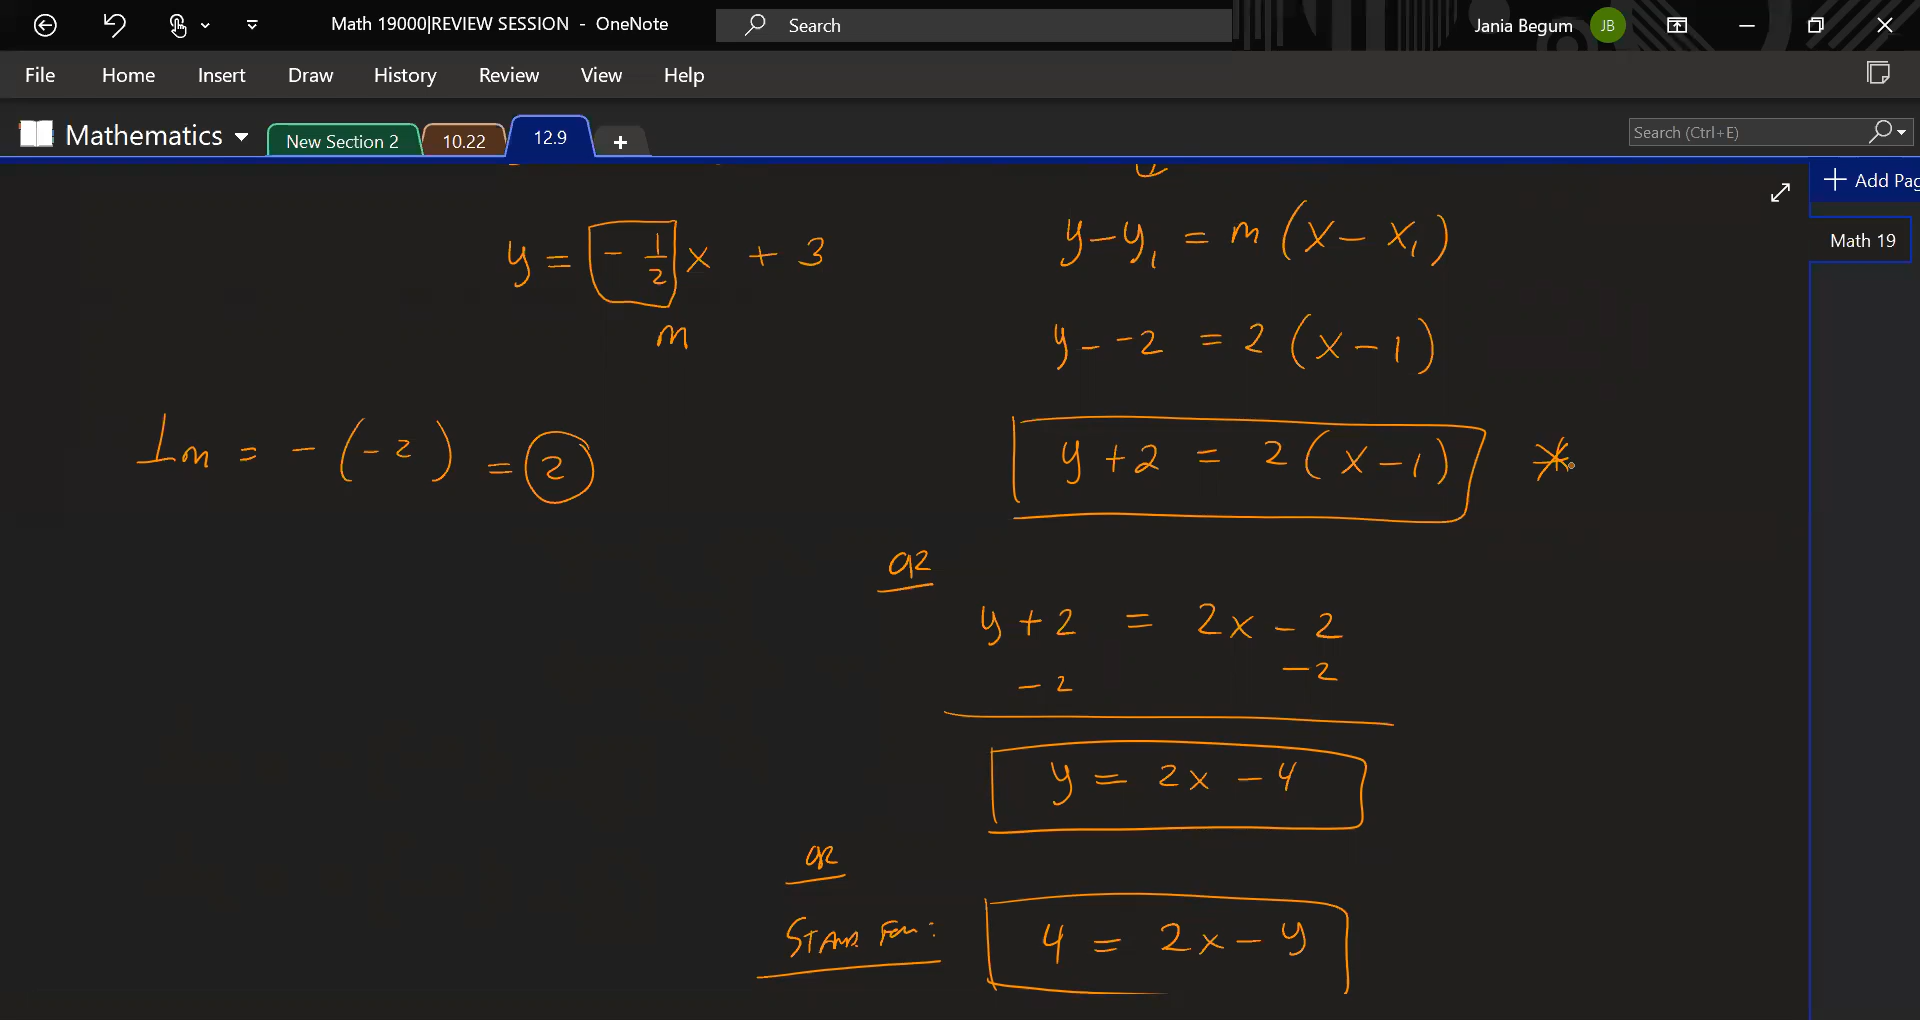 Math 19000|REVIEW SESSION - OneNote
Search
Jania Begum
JB
File Home Insert Draw History Review View Help
Mathematics
New Section 2
10.22
12.9
+
Search (Ctrl+E)
+ Add Pag
Math 19
y = - 1/2 x + 3
m
⊥m = - (-2) = 2
y - y₁ = m (x - x₁)
y - -2 = 2 (x - 1)
y + 2 = 2 (x - 1) *
OR
y + 2 = 2x - 2
- 2 - 2
y = 2x - 4
OR
STAND. FORM: 4 = 2x - y